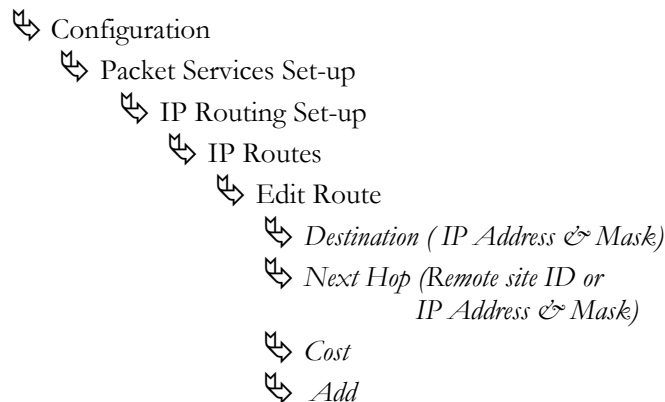 Configuration
Packet Services Set-up
IP Routing Set-up
IP Routes
Edit Route
Destination ( IP Address & Mask)
Next Hop (Remote site ID or
IP Address & Mask)
Cost
Add